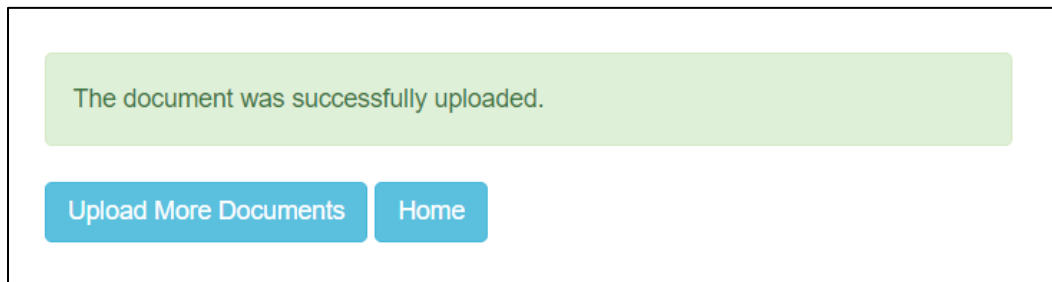 The document was successfully uploaded.
Upload More Documents Home